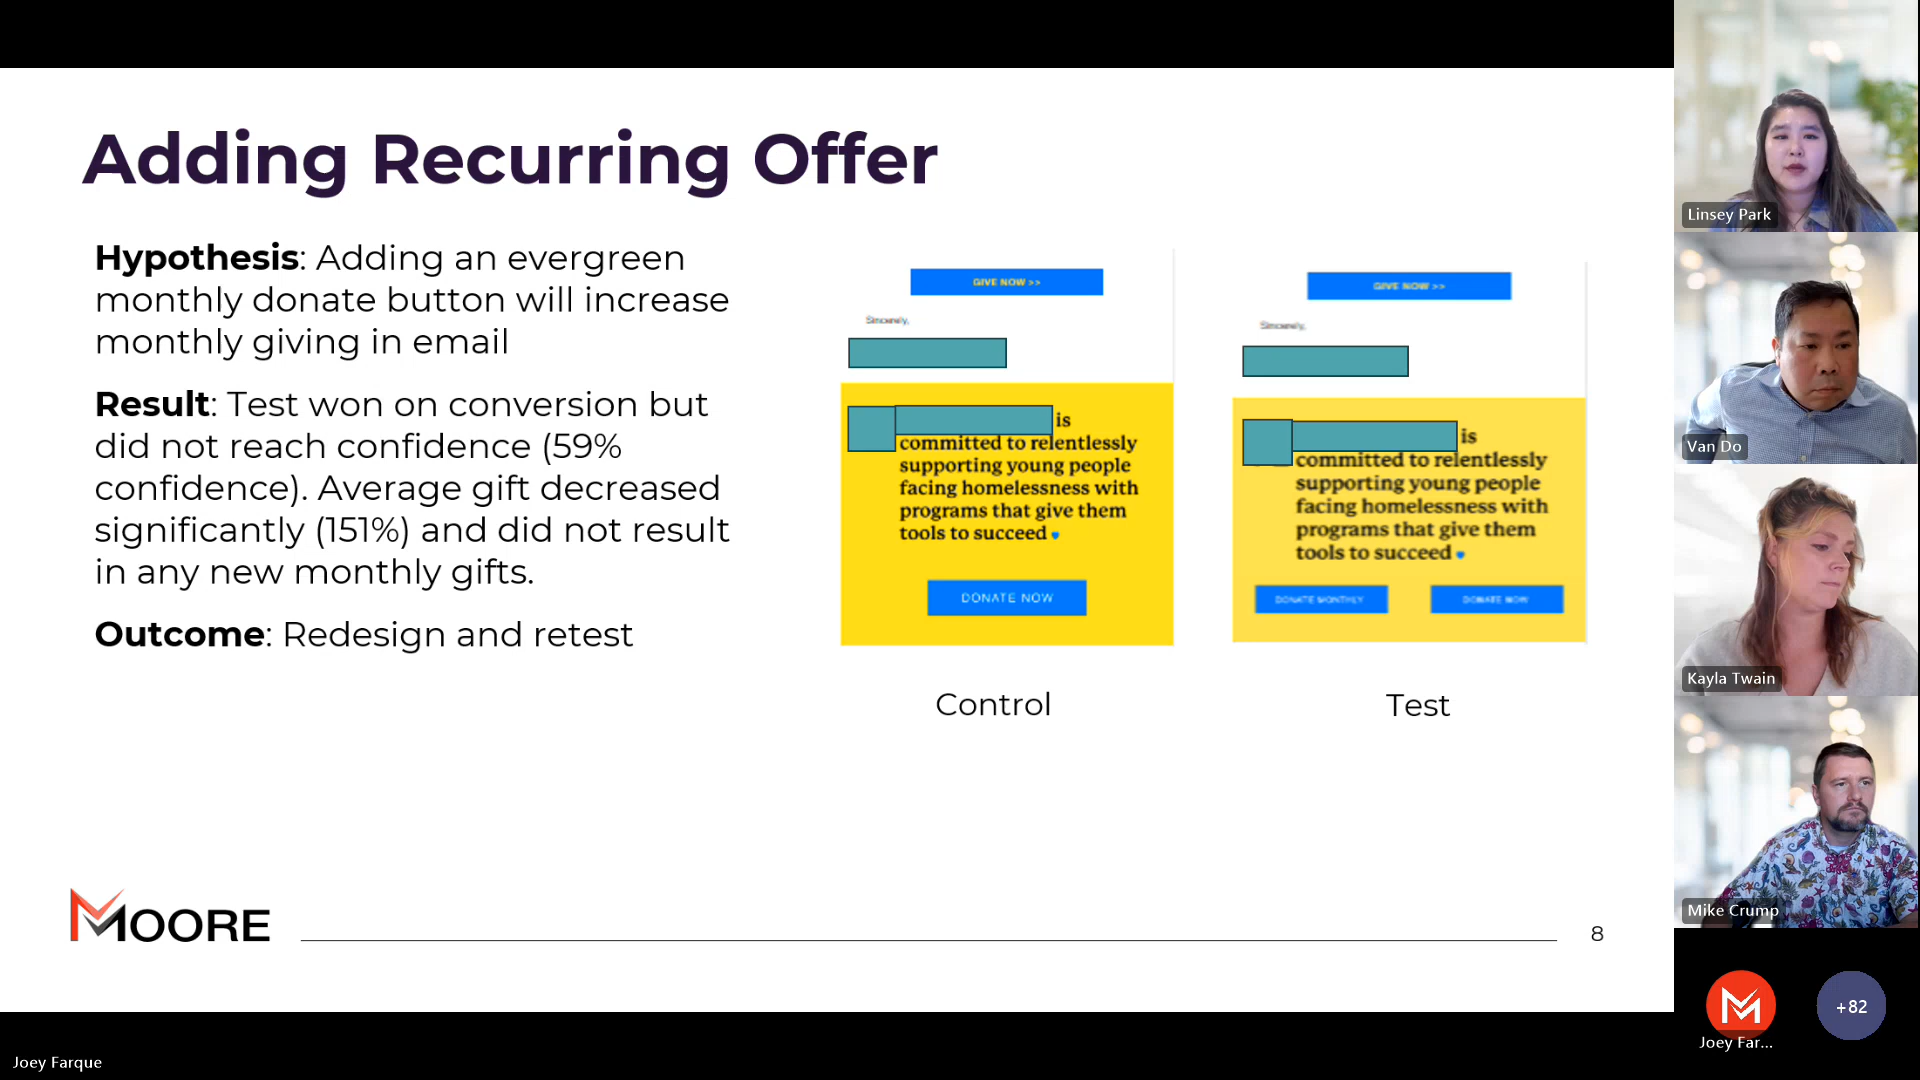 Adding Recurring Offer
Hypothesis: Adding an evergreen
monthly donate button will increase
monthly giving in email
Result: Test won on conversion but
did not reach confidence (59%
confidence). Average gift decreased
significantly (151%) and did not result
in any new monthly gifts.
Outcome: Redesign and retest
GIVE NOW >>
Sincerely,
is
committed to relentlessly
supporting young people
facing homelessness with
programs that give them
tools to succeed
DONATE NOW
Control
GIVE NOW >>
Sincerely,
is
committed to relentlessly
supporting young people
facing homelessness with
programs that give them
tools to succeed
DONATE MONTHLY
DONATE NOW
Test
MOORE
8
Linsey Park
Van Do
Kayla Twain
Mike Crump
Joey Far...
+82
Joey Farque